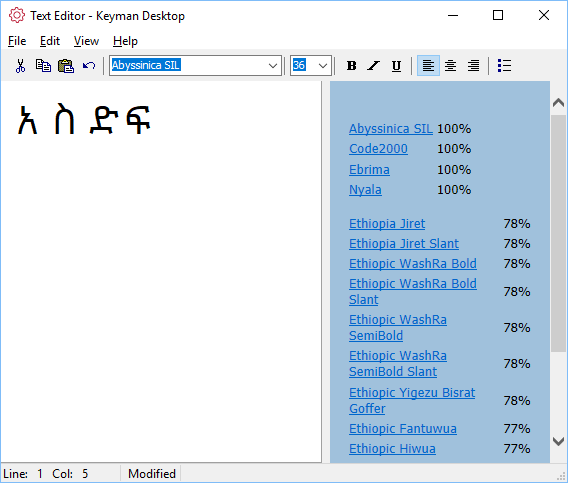 Text Editor - Keyman Desktop
File Edit View Help
Abyssinica SIL 36 B I U
አ ስ ድ ፍ
Abyssinica SIL 100%
Code2000 100%
Ebrima 100%
Nyala 100%
Ethiopia Jiret 78%
Ethiopia Jiret Slant 78%
Ethiopic WashRa Bold 78%
Ethiopic WashRa Bold
Slant 78%
Ethiopic WashRa
SemiBold 78%
Ethiopic WashRa
SemiBold Slant 78%
Ethiopic Yigezu Bisrat
Goffer 78%
Ethiopic Fantuwua 77%
Ethiopic Hiwua 77%
Line: 1 Col: 5 Modified